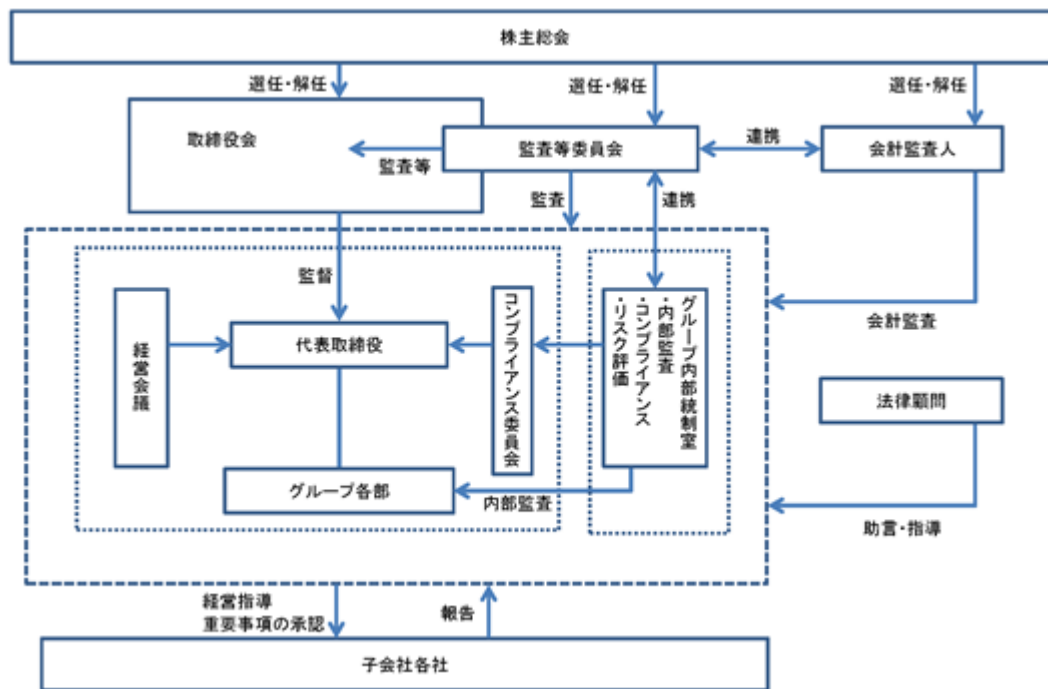 株主総会
選任・解任
選任・解任
選任・解任
取締役会
監査等委員会
連携
会計監査人
監査等
監査
連携
監督
経営会議
代表取締役
コンプライアンス委員会
グループ内部統制室
・内部監査
・コンプライアンス
・リスク評価
会計監査
法律顧問
グループ各部
内部監査
助言・指導
経営指導
重要事項の承認
報告
子会社各社